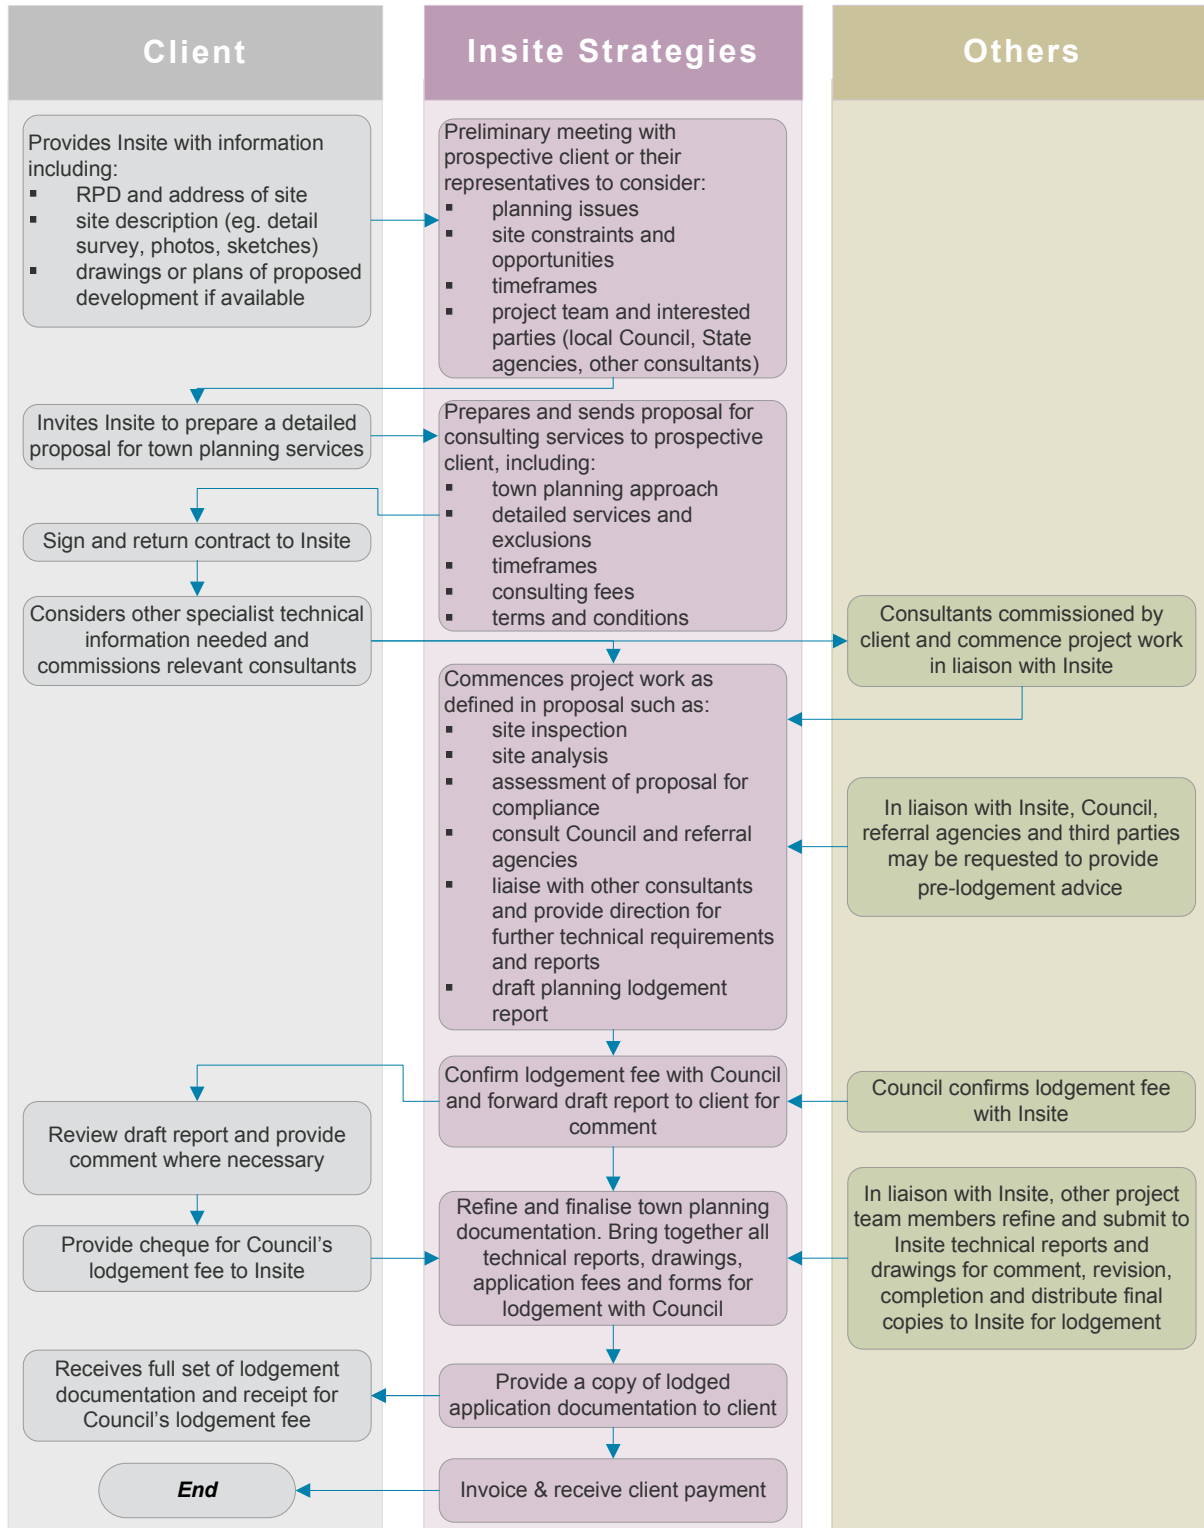 Client
Insite Strategies
Others
Provides Insite with information
including:
▪ RPD and address of site
▪ site description (eg. detail
survey, photos, sketches)
▪ drawings or plans of proposed
development if available
Preliminary meeting with
prospective client or their
representatives to consider:
▪ planning issues
▪ site constraints and
opportunities
▪ timeframes
▪ project team and interested
parties (local Council, State
agencies, other consultants)
Invites Insite to prepare a detailed
proposal for town planning services
Prepares and sends proposal for
consulting services to prospective
client, including:
▪ town planning approach
▪ detailed services and
exclusions
▪ timeframes
▪ consulting fees
▪ terms and conditions
Sign and return contract to Insite
Considers other specialist technical
information needed and
commissions relevant consultants
Consultants commissioned by
client and commence project work
in liaison with Insite
Commences project work as
defined in proposal such as:
▪ site inspection
▪ site analysis
▪ assessment of proposal for
compliance
▪ consult Council and referral
agencies
▪ liaise with other consultants
and provide direction for
further technical requirements
and reports
▪ draft planning lodgement
report
In liaison with Insite, Council,
referral agencies and third parties
may be requested to provide
pre-lodgement advice
Confirm lodgement fee with Council
and forward draft report to client for
comment
Council confirms lodgement fee
with Insite
Review draft report and provide
comment where necessary
Provide cheque for Council's
lodgement fee to Insite
Refine and finalise town planning
documentation. Bring together all
technical reports, drawings,
application fees and forms for
lodgement with Council
In liaison with Insite, other project
team members refine and submit to
Insite technical reports and
drawings for comment, revision,
completion and distribute final
copies to Insite for lodgement
Receives full set of lodgement
documentation and receipt for
Council's lodgement fee
Provide a copy of lodged
application documentation to client
End
Invoice & receive client payment